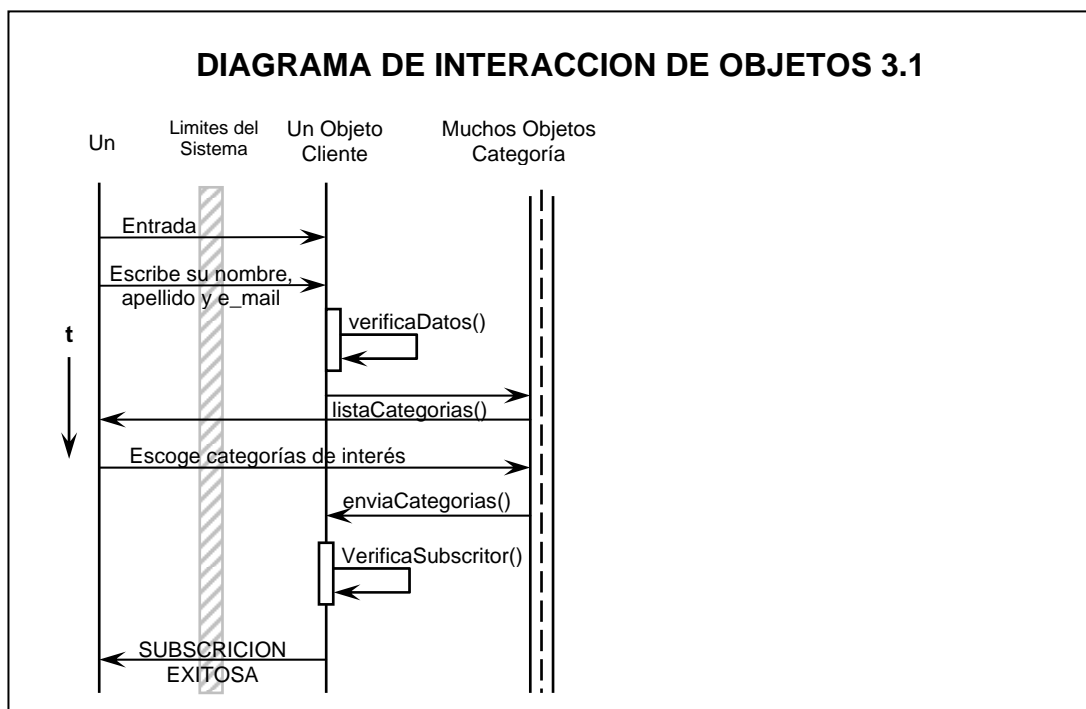 DIAGRAMA DE INTERACCION DE OBJETOS 3.1
Un
Limites del
Sistema
Un Objeto
Cliente
Muchos Objetos
Categoría
Entrada
Escribe su nombre,
apellido y e_mail
verificaDatos()
t
listaCategorias()
Escoge categorías de interés
enviaCategorias()
VerificaSubscritor()
SUBSCRICION
EXITOSA